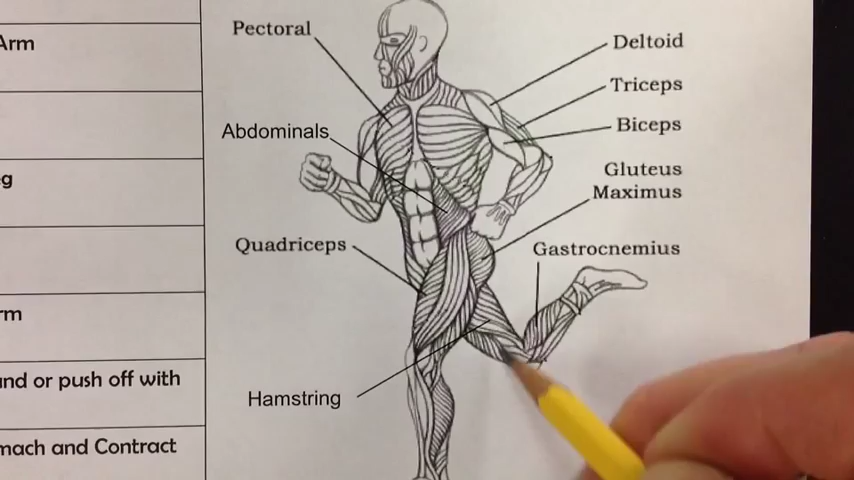 Arm
g
rm
nd or push off with
mach and Contract
Pectoral
Abdominals
Quadriceps
Hamstring
Deltoid
Triceps
Biceps
Gluteus
Maximus
Gastrocnemius